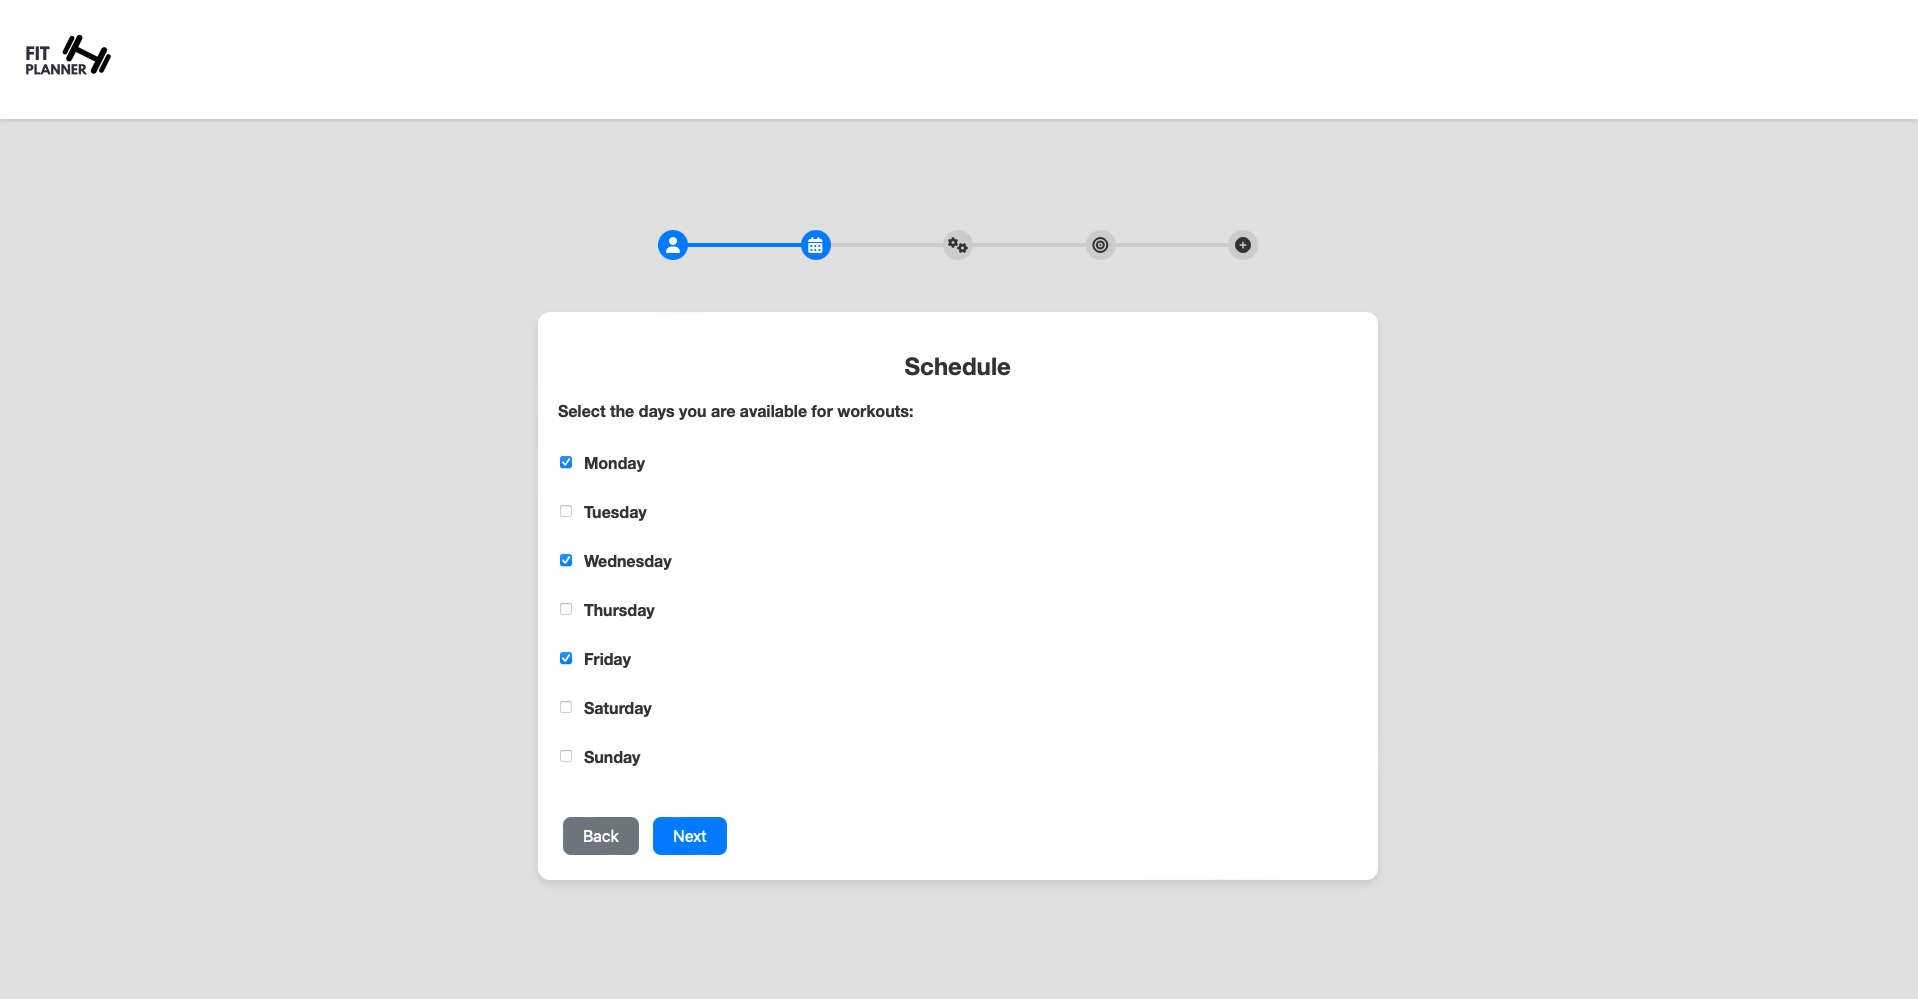 FIT
PLANNER
Schedule
Select the days you are available for workouts:
Monday
Tuesday
Wednesday
Thursday
Friday
Saturday
Sunday
Back Next